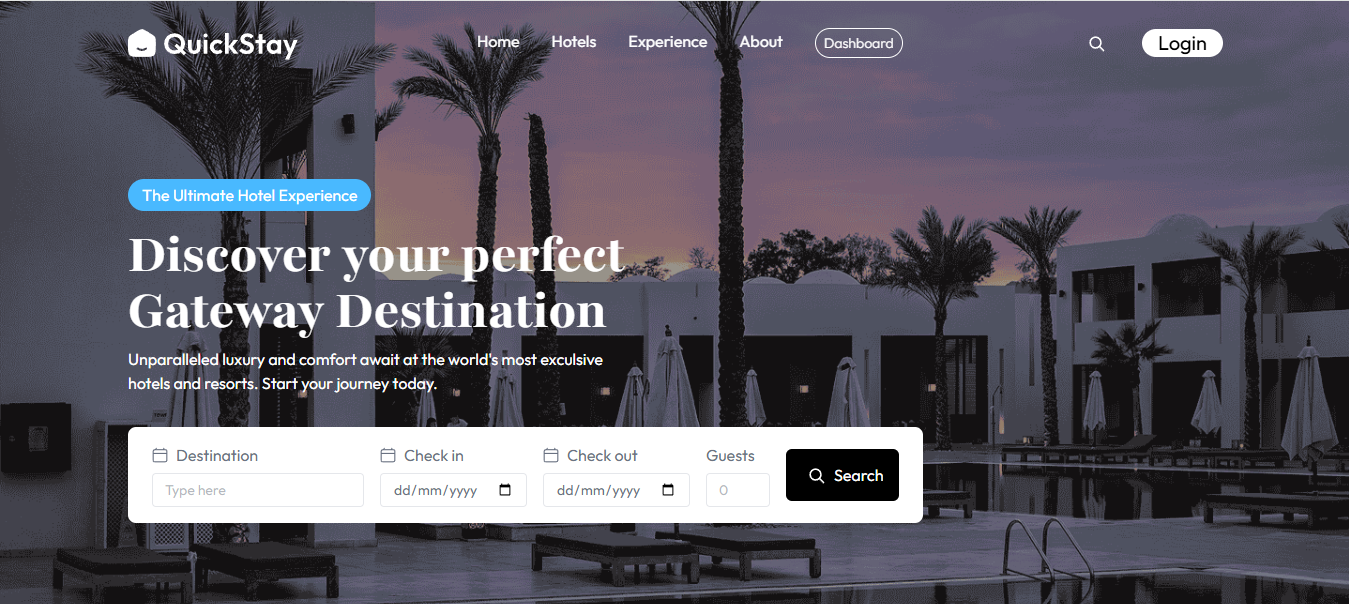 QuickStay
Home Hotels Experience About Dashboard Login
The Ultimate Hotel Experience
Discover your perfect
Gateway Destination
Unparalleled luxury and comfort await at the world's most exculsive
hotels and resorts. Start your journey today.
Destination Check in Check out Guests
Type here dd/mm/yyyy dd/mm/yyyy 0 Search